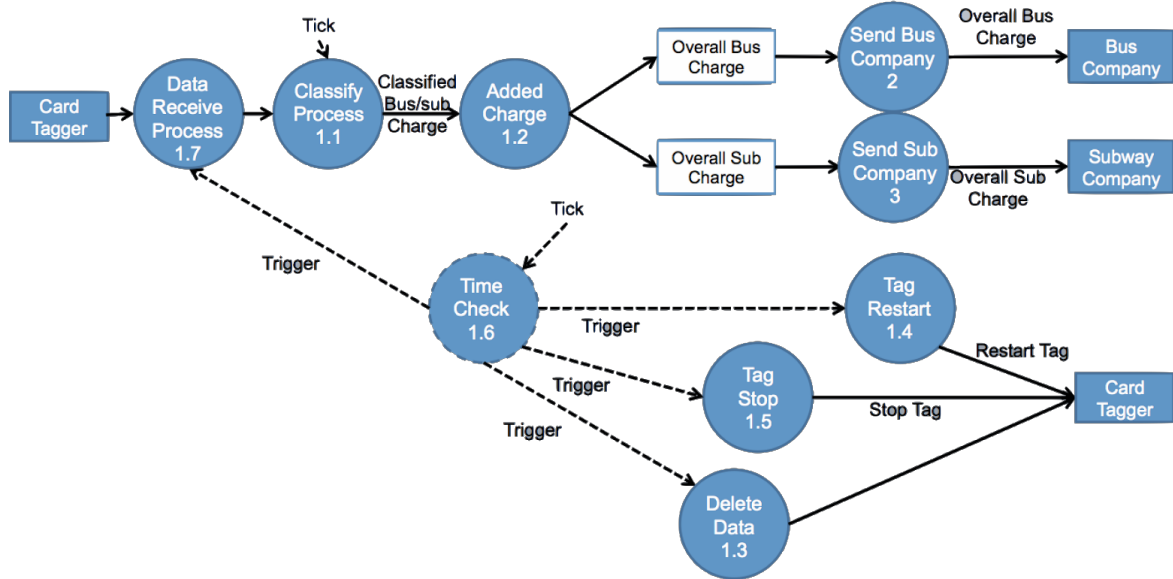 Tick
Card
Tagger
Data
Receive
Process
1.7
Classify
Process
1.1
Classified
Bus/sub
Charge
Added
Charge
1.2
Overall Bus
Charge
Send Bus
Company
2
Overall Bus
Charge
Bus
Company
Overall Sub
Charge
Send Sub
Company
3
Overall Sub
Charge
Subway
Company
Tick
Trigger
Time
Check
1.6
Trigger
Tag
Restart
1.4
Restart Tag
Trigger
Tag
Stop
1.5
Stop Tag
Card
Tagger
Trigger
Delete
Data
1.3